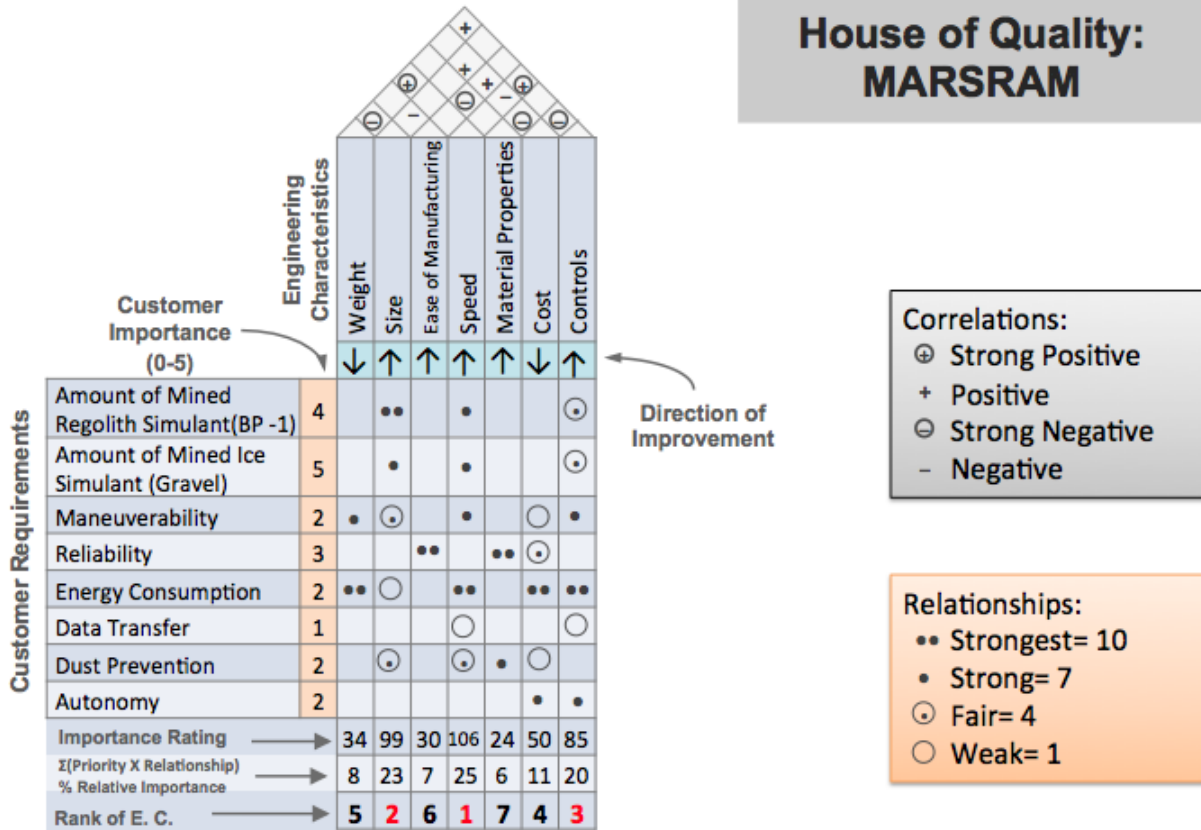 House of Quality:
MARSRAM
Engineering
Characteristics
Weight
Size
Ease of Manufacturing
Speed
Material Properties
Cost
Controls
Customer
Importance
(0-5)
↓ ↑ ↑ ↑ ↑ ↓ ↑
Direction of
Improvement
Customer Requirements
Amount of Mined
Regolith Simulant(BP -1) 4
Amount of Mined Ice
Simulant (Gravel) 5
Maneuverability 2
Reliability 3
Energy Consumption 2
Data Transfer 1
Dust Prevention 2
Autonomy 2
Importance Rating 34 99 30 106 24 50 85
Σ(Priority X Relationship)
% Relative Importance 8 23 7 25 6 11 20
Rank of E. C. 5 2 6 1 7 4 3
Correlations:
⊕ Strong Positive
+ Positive
⊖ Strong Negative
- Negative
Relationships:
•• Strongest= 10
• Strong= 7
⊙ Fair= 4
○ Weak= 1